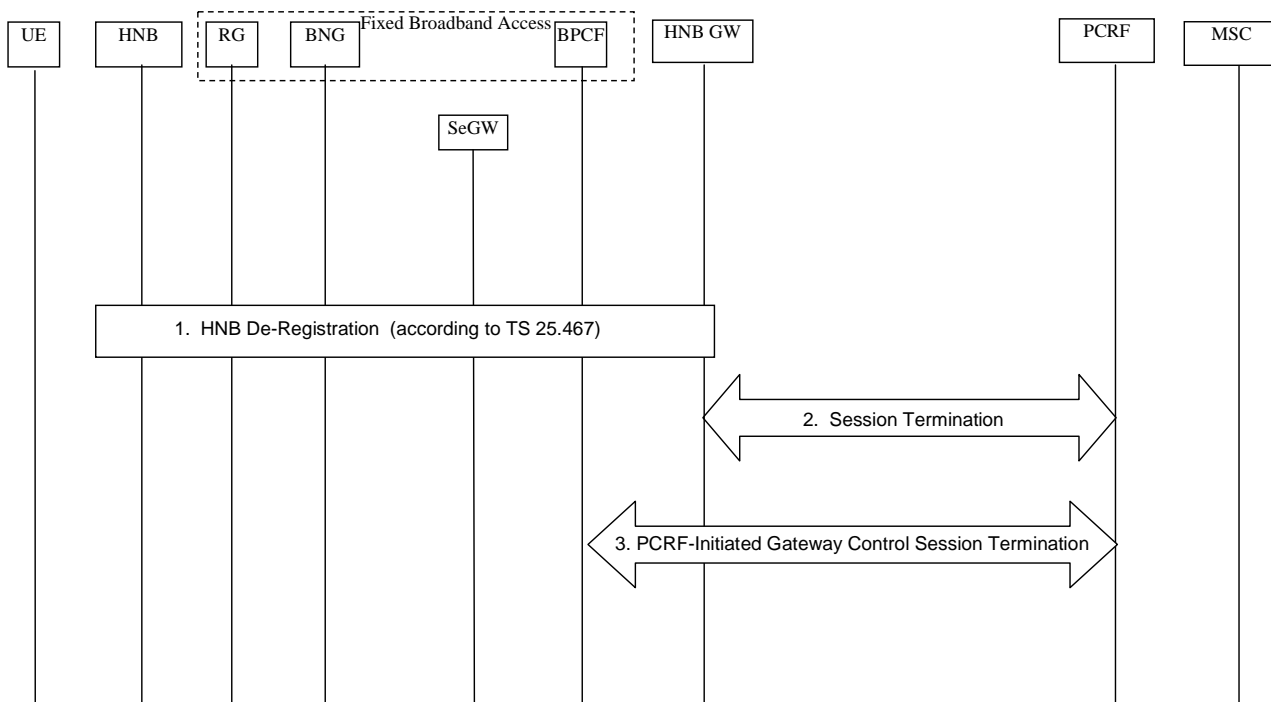 Fixed Broadband Access
UE
HNB
RG
BNG
BPCF
HNB GW
PCRF
MSC
SeGW
1. HNB De-Registration (according to TS 25.467)
2. Session Termination
3. PCRF-Initiated Gateway Control Session Termination